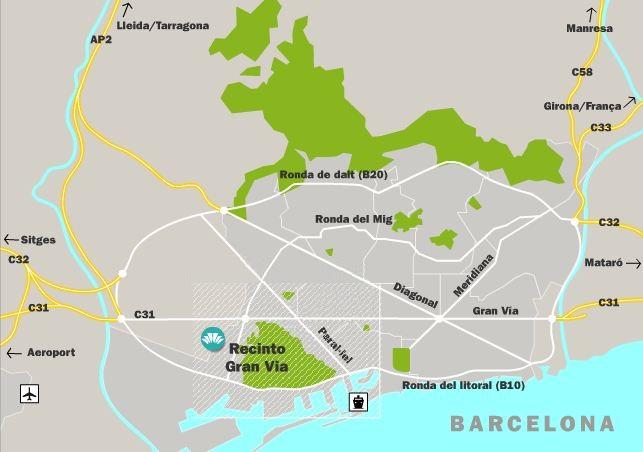 Lleida/Tarragona
BARCELONA
Manresa
AP2
C58
Girona/França
C33
Ronda de dalt (B20)
Ronda del Mig
C32
Sitges
C32
Mataró
Diagonal
Meridiana
C31
C31
C31
Gran Via
Paral·lel
Recinto
Gran Via
Aeroport
Ronda del litoral (B10)
BARCELONA